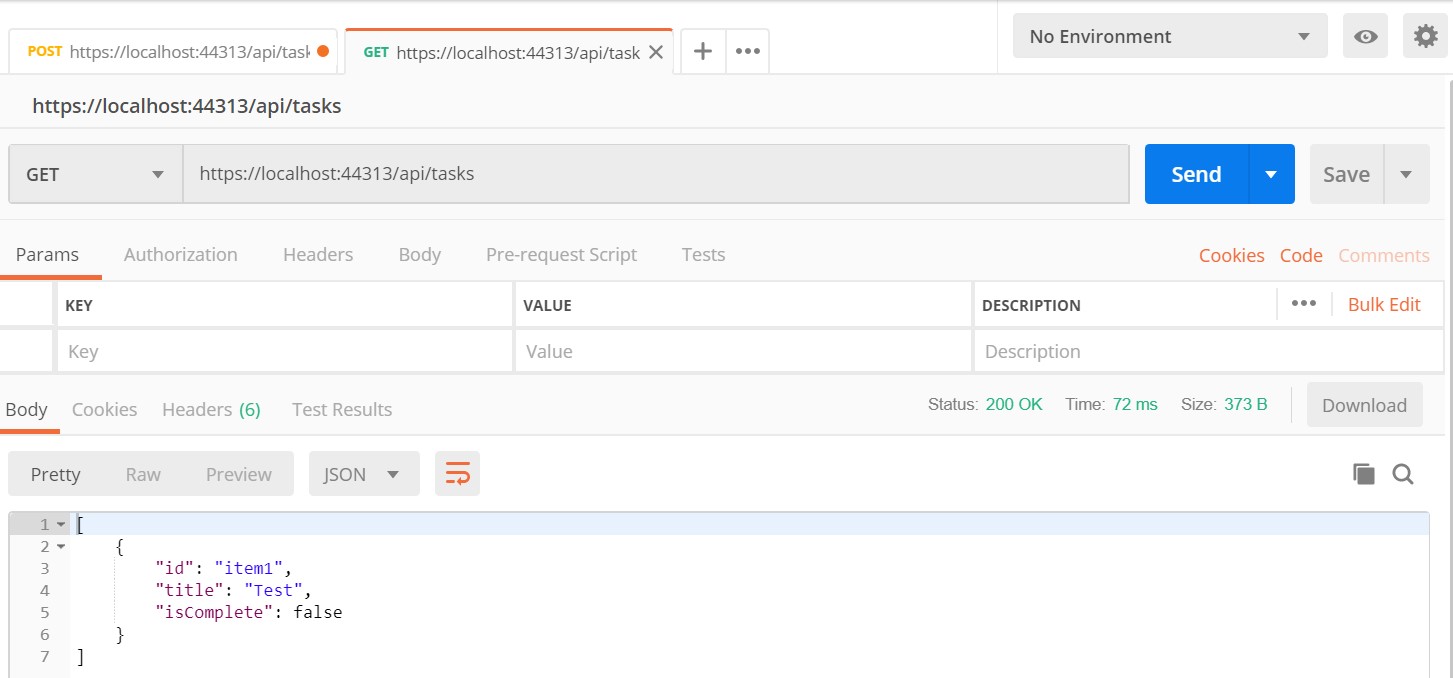 POST https://localhost:44313/api/tasl GET https://localhost:44313/api/task No Environment
https://localhost:44313/api/tasks
GET https://localhost:44313/api/tasks Send Save
Params Authorization Headers Body Pre-request Script Tests Cookies Code Comments
KEY VALUE DESCRIPTION Bulk Edit
Key Value Description
Body Cookies Headers (6) Test Results Status: 200 OK Time: 72 ms Size: 373 B Download
Pretty Raw Preview JSON
1 [
2 {
3 "id": "item1",
4 "title": "Test",
5 "isComplete": false
6 }
7 ]